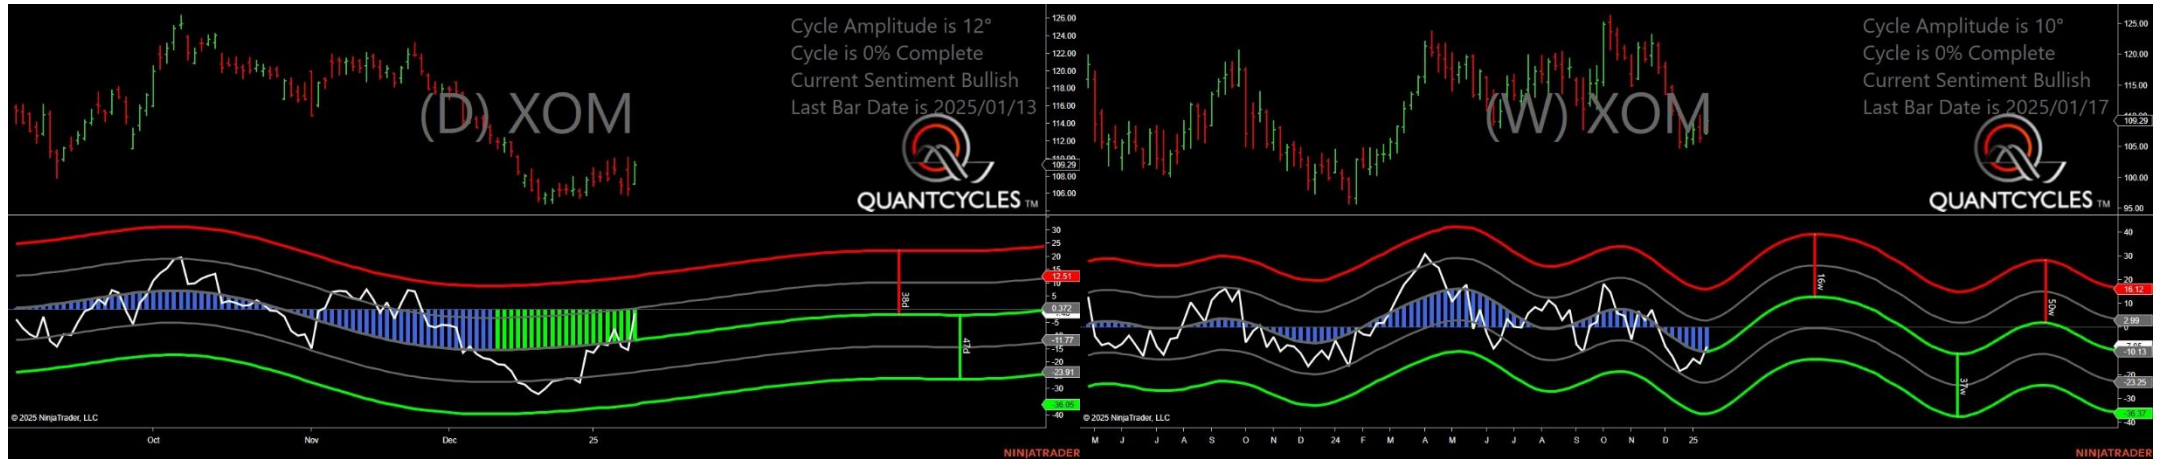 Cycle Amplitude is 12°
Cycle is 0% Complete
Current Sentiment Bullish
Last Bar Date is 2025/01/13
(D) XOM
QUANTCYCLES TM
126.00
124.00
122.00
120.00
118.00
116.00
114.00
112.00
110.00
109.29
108.00
106.00
30
25
20
15
12.51
10
5
0.372
-5
-10
-11.77
-15
-20
-23.91
-30
-36.05
-40
38d
47d
© 2025 NinjaTrader, LLC
Oct
Nov
Dec
25
NINJATRADER
Cycle Amplitude is 10°
Cycle is 0% Complete
Current Sentiment Bullish
Last Bar Date is 2025/01/17
(W) XOM
QUANTCYCLES TM
125.00
120.00
115.00
109.29
105.00
100.00
95.00
40
30
20
16.12
10
2.99
0
-10.13
-20
-23.25
-30
-36.37
-40
16w
37w
50w
© 2025 NinjaTrader, LLC
M J J A S O N D 24 F M A M J J A S O N D 25
NINJATRADER